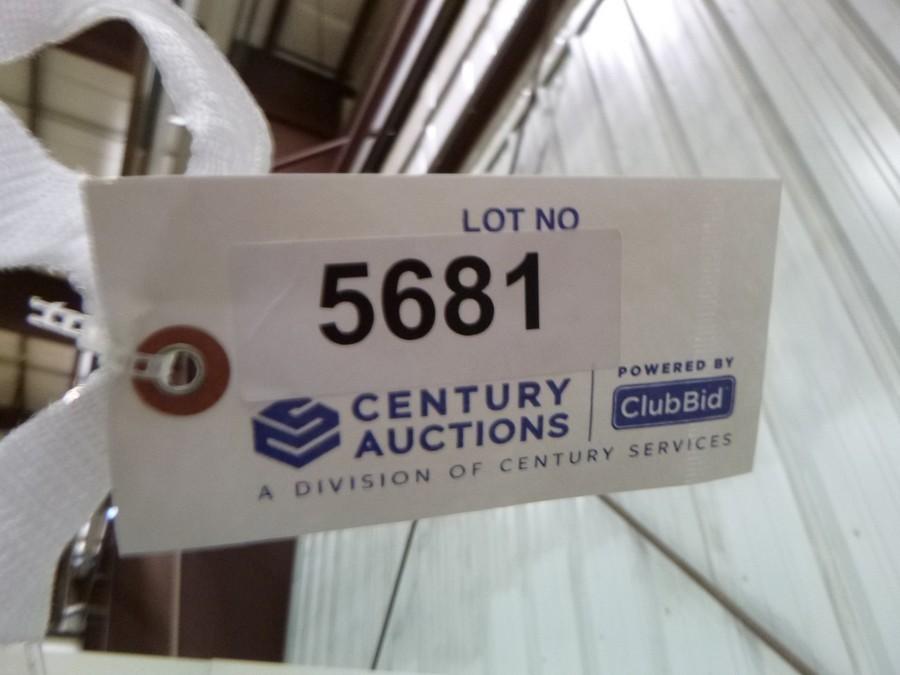 LOT NO
5681
CENTURY
AUCTIONS
POWERED BY
ClubBid
A DIVISION OF CENTURY SERVICES